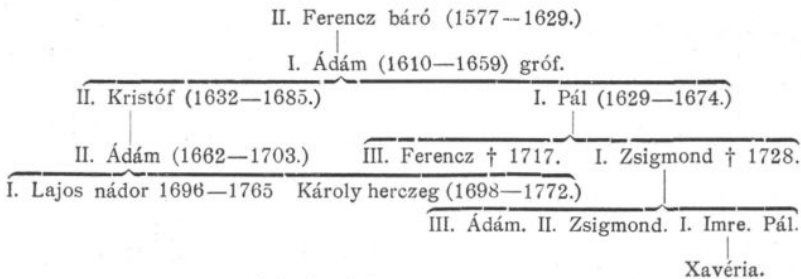 II. Ferencz báró (1577—1629.)
I. Ádám (1610—1659) gróf.
II. Kristóf (1632—1685.) I. Pál (1629—1674.)
II. Ádám (1662—1703.) III. Ferencz † 1717. I. Zsigmond † 1728.
I. Lajos nádor 1696—1765 Károly herczeg (1698—1772.)
III. Ádám. II. Zsigmond. I. Imre. Pál.
Xavéria.